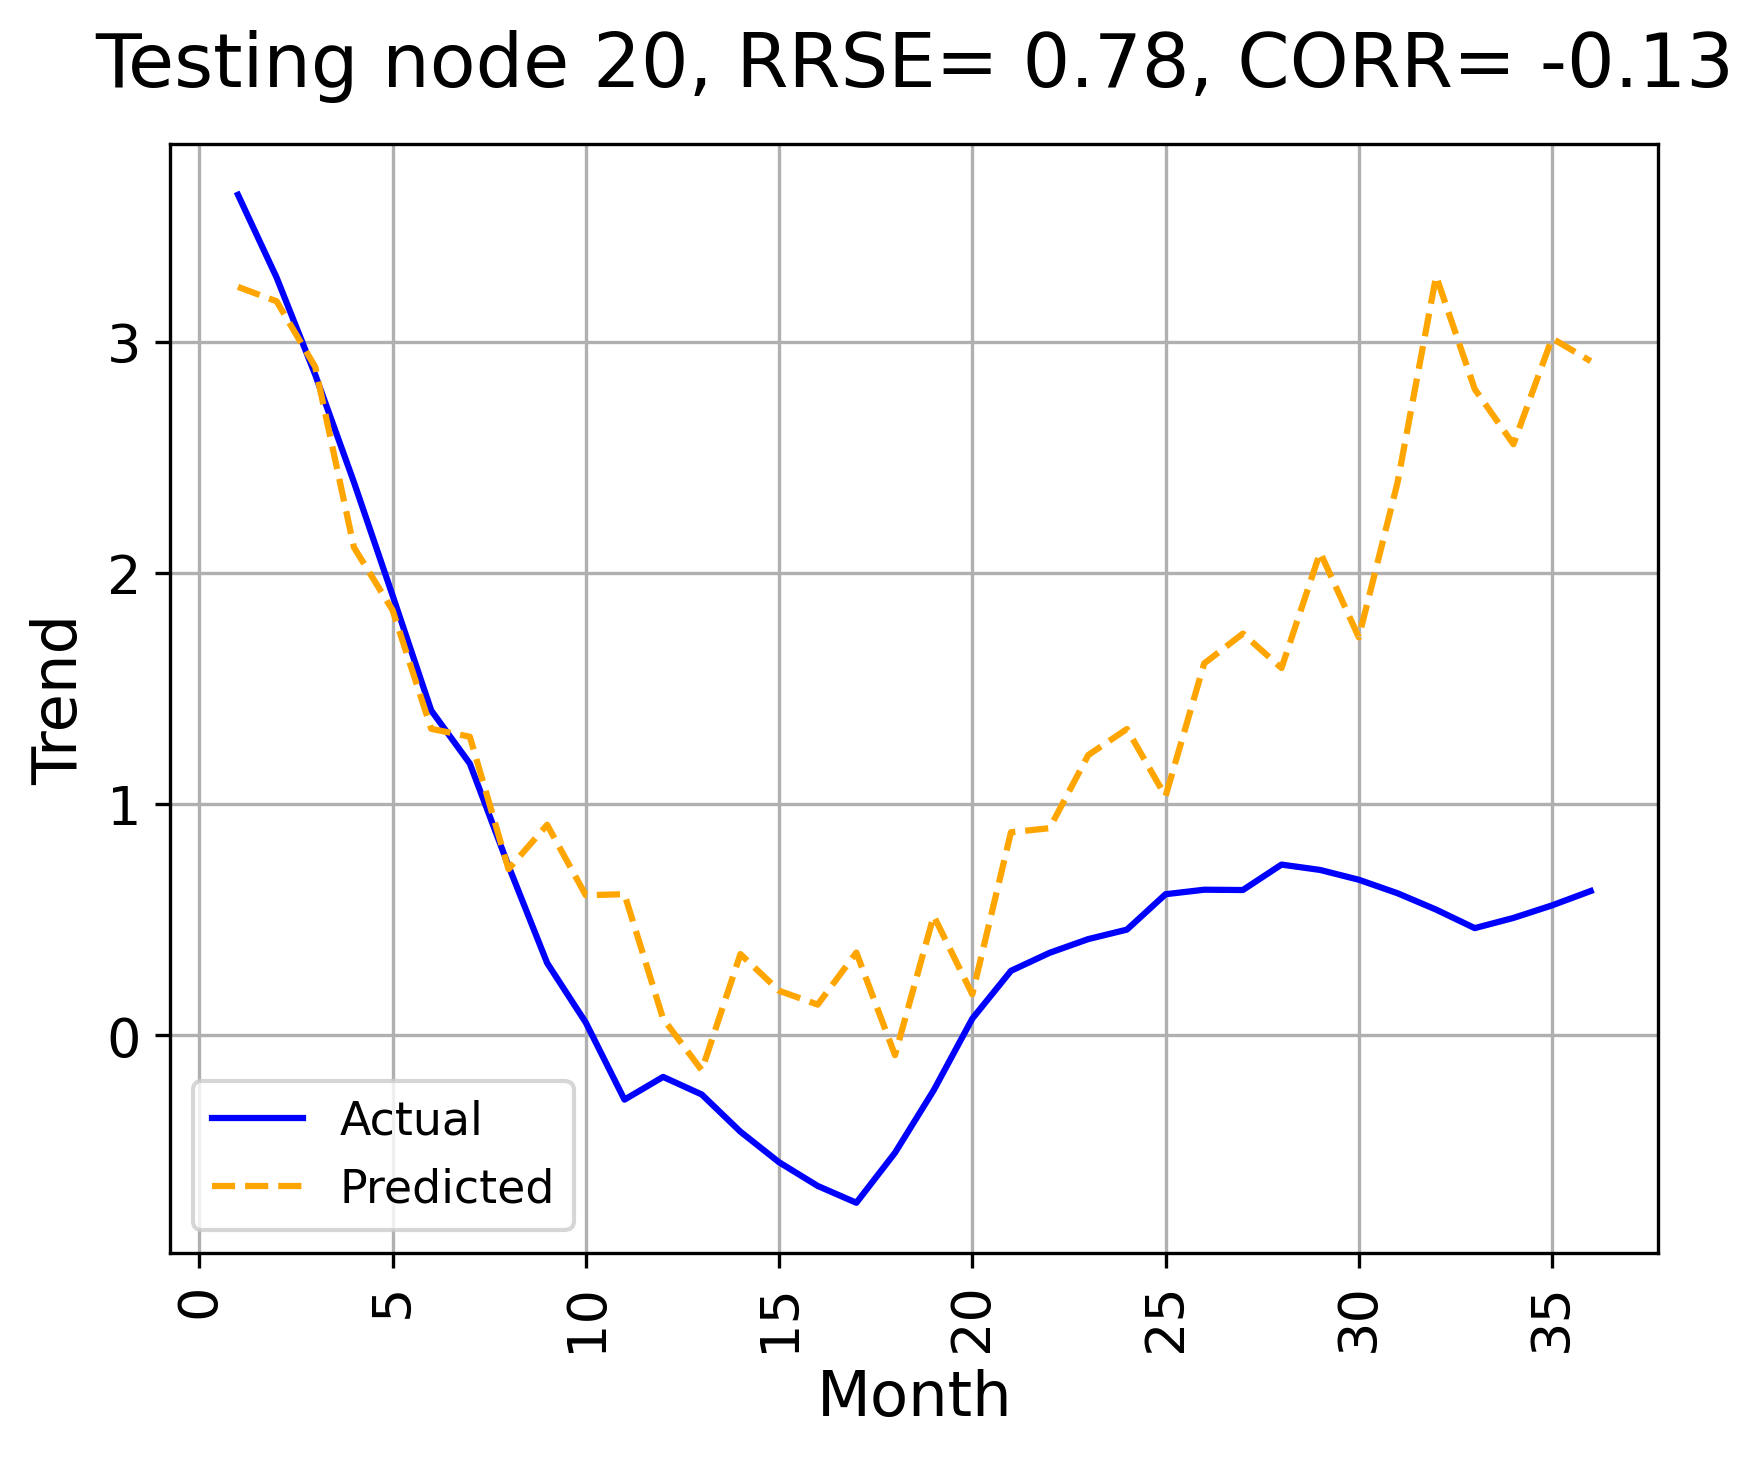 Testing node 20, RRSE= 0.78, CORR= -0.13
Trend
3
2
1
0
Actual
Predicted
0 5 10 15 20 25 30 35
Month